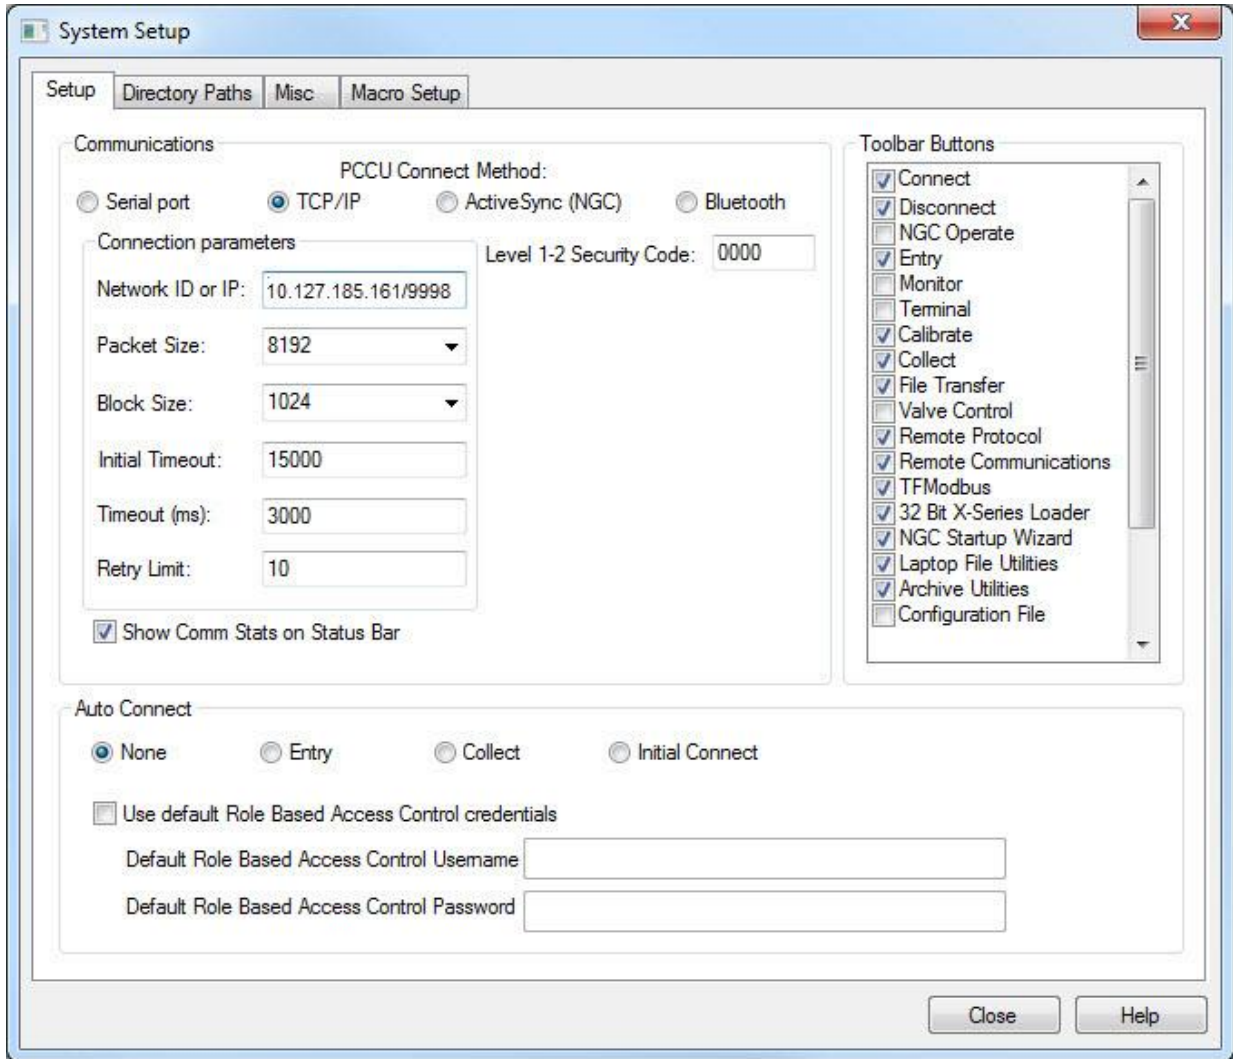 System Setup
Setup
Directory Paths
Misc
Macro Setup
Communications
PCCU Connect Method:
Serial port
TCP/IP
ActiveSync (NGC)
Bluetooth
Connection parameters
Level 1-2 Security Code: 0000
Network ID or IP: 10.127.185.161/9998
Packet Size: 8192
Block Size: 1024
Initial Timeout: 15000
Timeout (ms): 3000
Retry Limit: 10
Show Comm Stats on Status Bar
Toolbar Buttons
Connect
Disconnect
NGC Operate
Entry
Monitor
Terminal
Calibrate
Collect
File Transfer
Valve Control
Remote Protocol
Remote Communications
TFModbus
32 Bit X-Series Loader
NGC Startup Wizard
Laptop File Utilities
Archive Utilities
Configuration File
Auto Connect
None
Entry
Collect
Initial Connect
Use default Role Based Access Control credentials
Default Role Based Access Control Username
Default Role Based Access Control Password
Close
Help